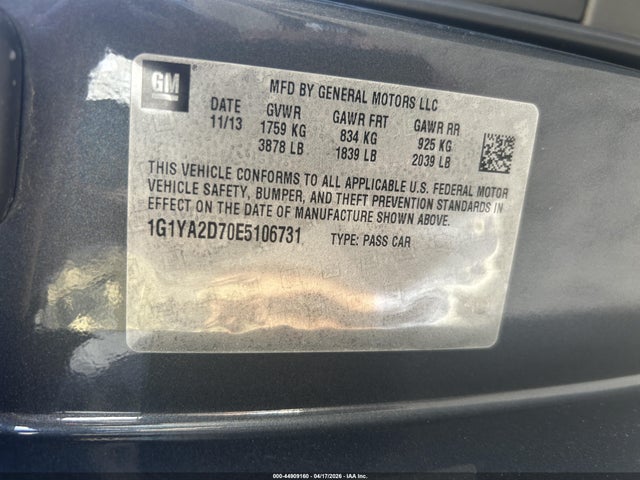 GM
MFD BY GENERAL MOTORS LLC
DATE GVWR GAWR FRT GAWR RR
11/13 1759 KG 834 KG 925 KG
3878 LB 1839 LB 2039 LB
THIS VEHICLE CONFORMS TO ALL APPLICABLE U.S. FEDERAL MOTOR
VEHICLE SAFETY, BUMPER, AND THEFT PREVENTION STANDARDS IN
EFFECT ON THE DATE OF MANUFACTURE SHOWN ABOVE.
1G1YA2D70E5106731 TYPE: PASS CAR
000-44909160 - 04/17/2026 - IAA, Inc.